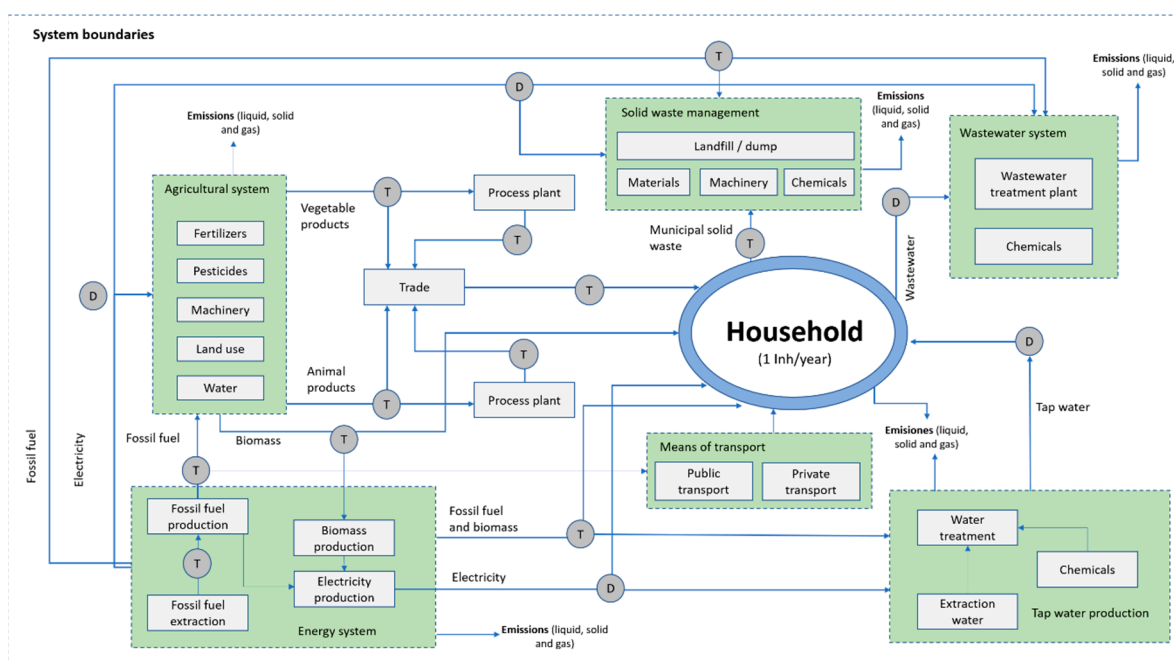 System boundaries
T
Emissions (liquid,
solid and gas)
D
Emissions
(liquid, solid
and gas)
Solid waste management
Landfill / dump
Materials
Machinery
Chemicals
Wastewater system
Wastewater
treatment plant
Chemicals
Emissions (liquid, solid
and gas)
Agricultural system
Fertilizers
Pesticides
Machinery
Land use
Water
D
T
Vegetable
products
Process plant
T
Trade
T
Municipal solid
waste
T
D
Wastewater
Household
(1 Inh/year)
D
Tap water
T
Animal
products
T
Process plant
Fossil fuel
Electricity
Fossil fuel
Biomass
T
T
Emisiones (liquid,
solid and gas)
Means of transport
Public
transport
Private
transport
Fossil fuel
production
T
Fossil fuel
extraction
Biomass
production
Electricity
production
Energy system
Fossil fuel
and biomass
T
Electricity
D
Emissions (liquid, solid
and gas)
Water
treatment
Chemicals
Extraction
water
Tap water production